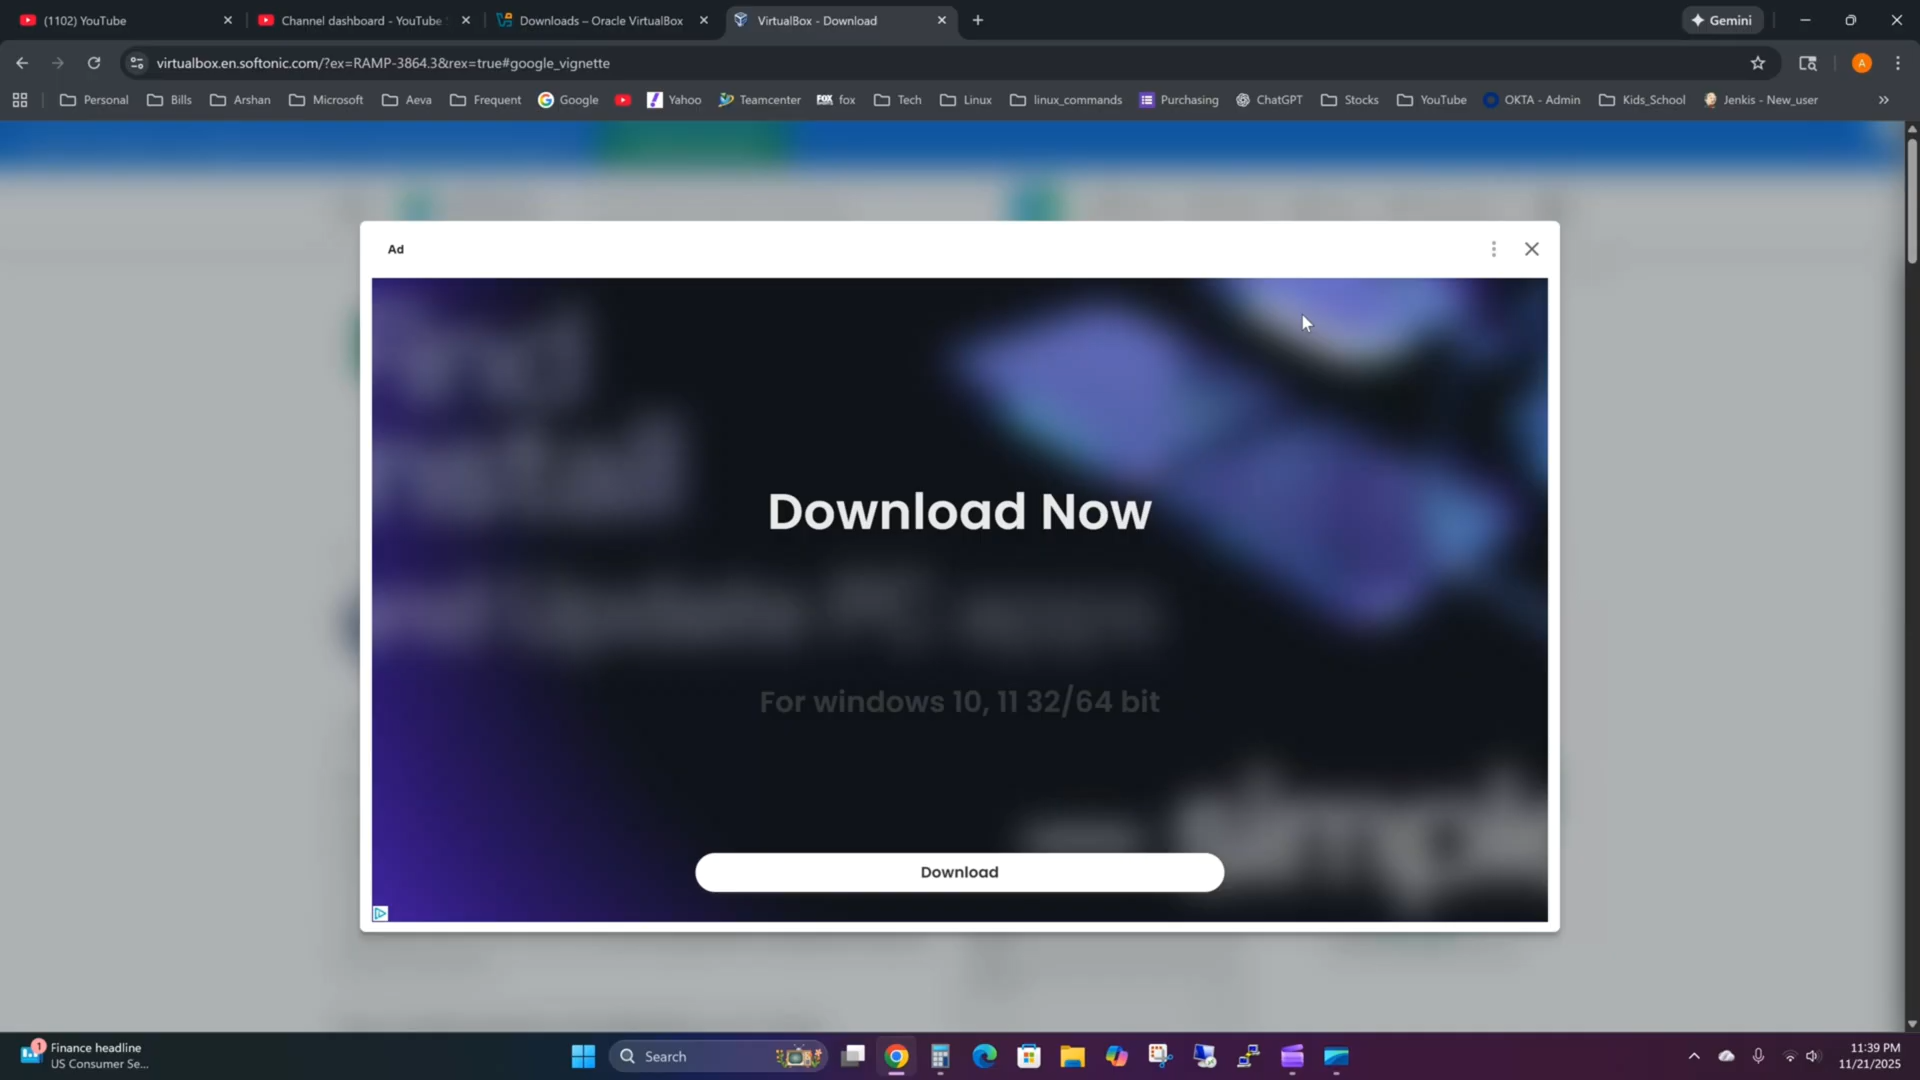 (1102) YouTube
Channel dashboard - YouTube
Downloads – Oracle VirtualBox
VirtualBox - Download
Gemini
virtualbox.en.softonic.com/?ex=RAMP-3864.3&rex=true#google_vignette
A
Personal
Bills
Arshan
Microsoft
Aeva
Frequent
Google
Yahoo
Teamcenter
FOX fox
Tech
Linux
linux_commands
Purchasing
ChatGPT
Stocks
YouTube
OKTA - Admin
Kids_School
Jenkis - New_user
Ad
Download Now
For windows 10, 11 32/64 bit
Download
1
Finance headline
US Consumer Se...
Search
11:39 PM
11/21/2025